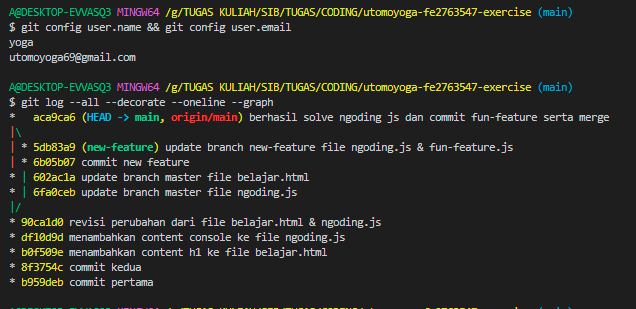 A@DESKTOP-EVVASQ3 MINGW64 /g/TUGAS KULIAH/SIB/TUGAS/CODING/utomoyoga-fe2763547-exercise (main)
$ git config user.name && git config user.email
yoga
utomoyoga69@gmail.com
A@DESKTOP-EVVASQ3 MINGW64 /g/TUGAS KULIAH/SIB/TUGAS/CODING/utomoyoga-fe2763547-exercise (main)
$ git log --all --decorate --oneline --graph
*   aca9ca6 (HEAD -> main, origin/main) berhasil solve ngoding js dan commit fun-feature serta merge
|\
| * 5db83a9 (new-feature) update branch new-feature file ngoding.js & fun-feature.js
| * 6b05b07 commit new feature
* | 602ac1a update branch master file belajar.html
* | 6fa0ceb update branch master file ngoding.js
|/
* 90ca1d0 revisi perubahan dari file belajar.html & ngoding.js
* df10d9d menambahkan content console ke file ngoding.js
* b0f509e menambahkan content h1 ke file belajar.html
* 8f3754c commit kedua
* b959deb commit pertama